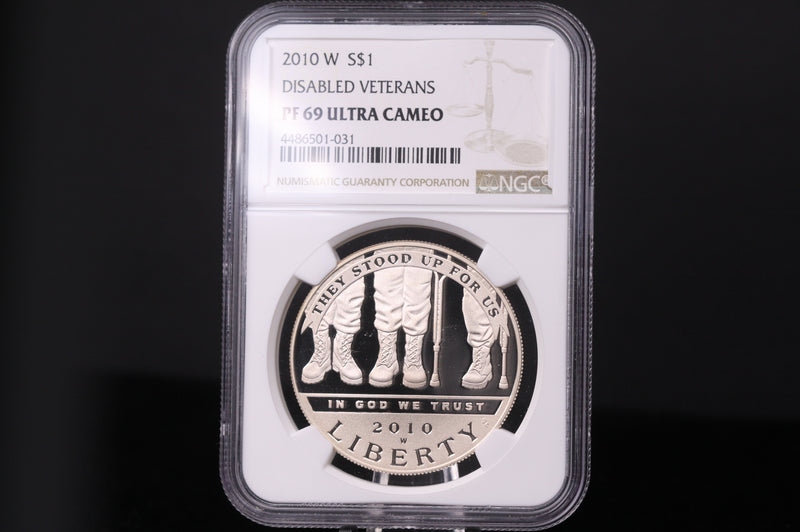 2010 W S$1
DISABLED VETERANS
PF 69 ULTRA CAMEO
4486501-031
NUMISMATIC GUARANTY CORPORATION
NGC
THEY STOOD UP FOR US
IN GOD WE TRUST
2010
W
LIBERTY